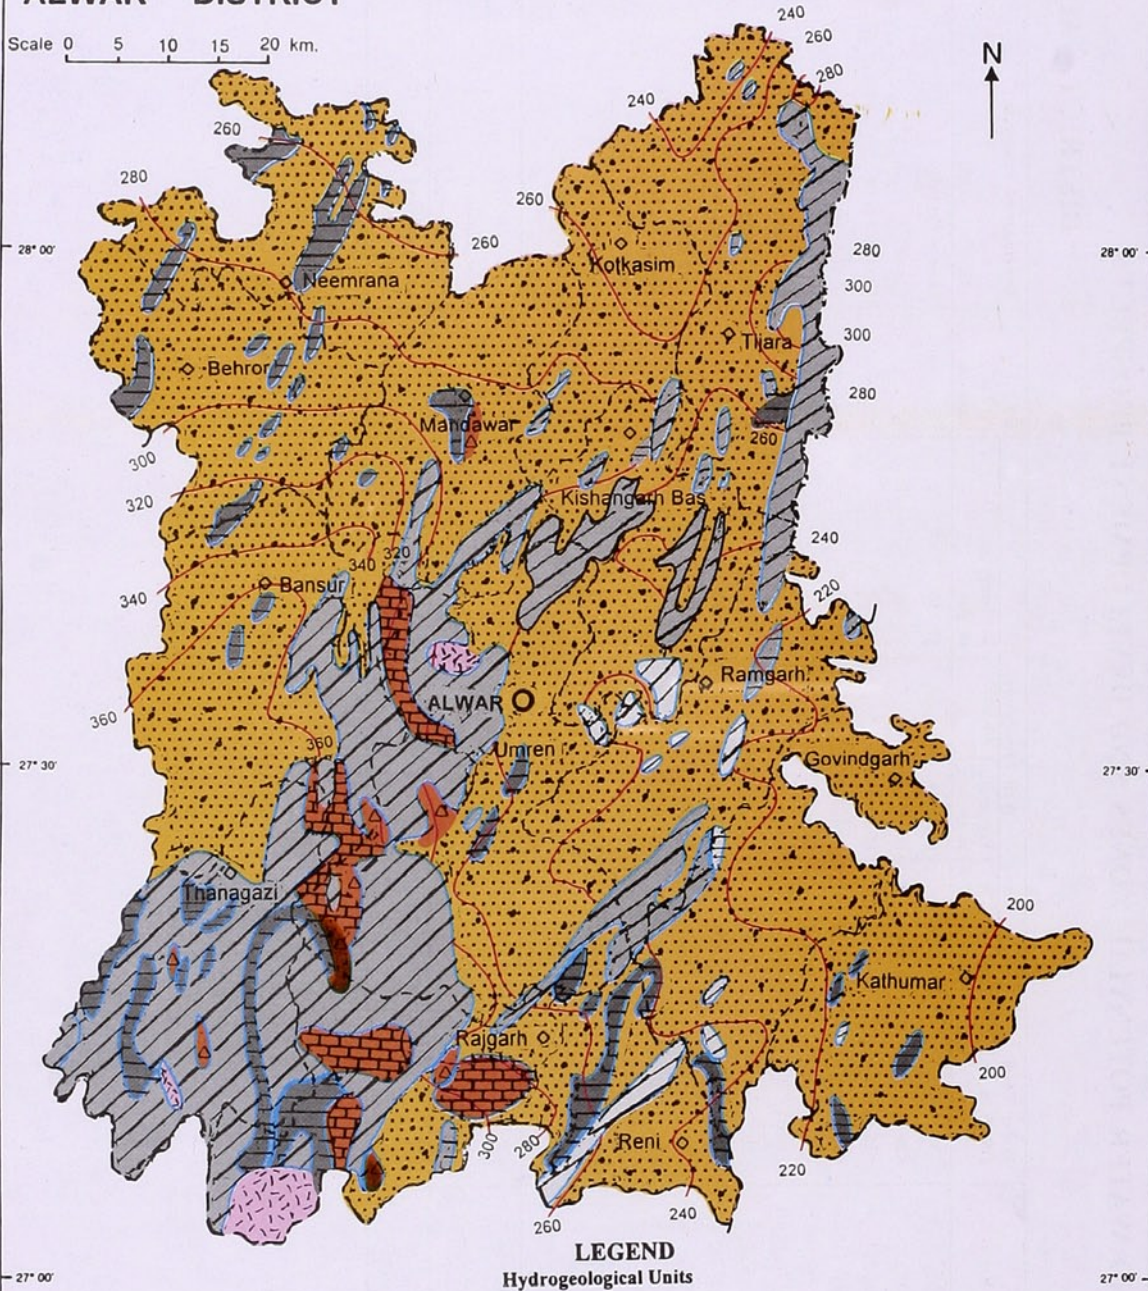 ALWAR DISTRICT
Scale 0 5 10 15 20 km.
N
240
260
280
240
260
280
260
260
28° 00'
28° 00'
Kotkasim
280
Neemrana
300
300
Tijara
Behror
280
Mandawar
260
300
320
Kishangarh Bas
240
320
340
Bansur
340
220
Ramgarh
ALWAR
360
360
Umren
Govindgarh
27° 30'
27° 30'
Thanagazi
200
Kathumar
Rajgarh
200
300
280
Reni
220
240
260
LEGEND
Hydrogeological Units
27° 00'
27° 00'